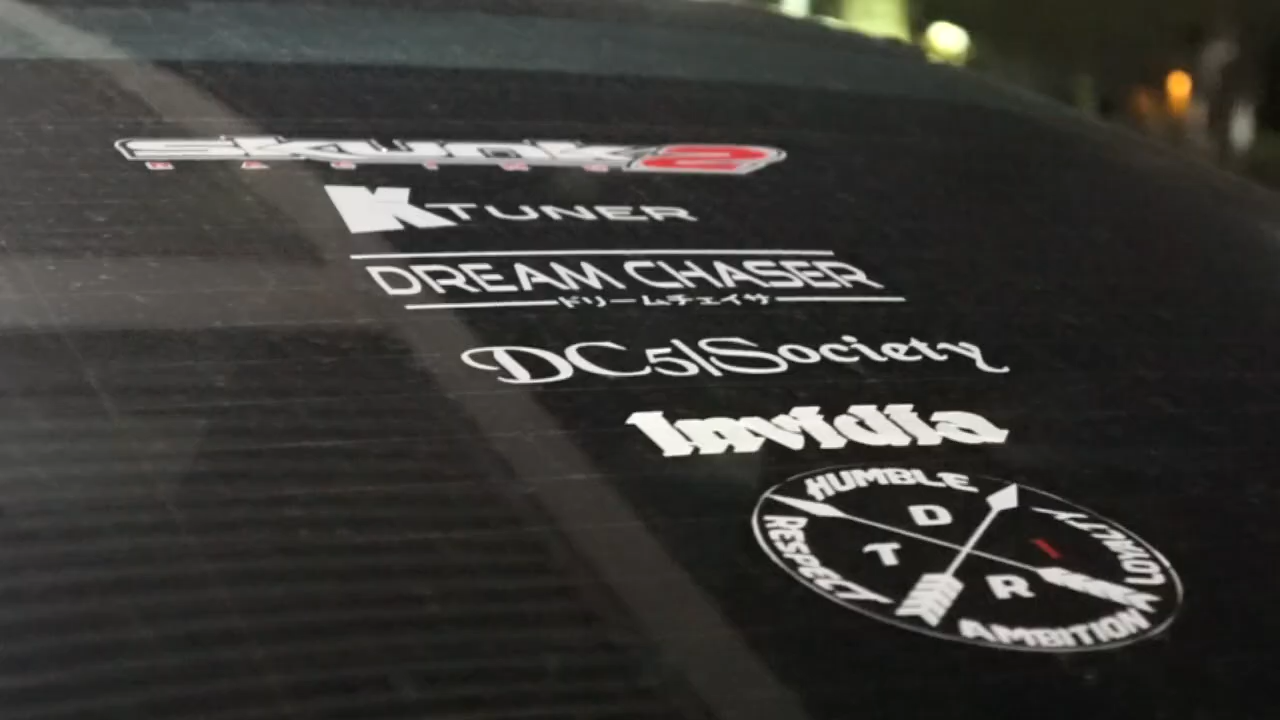 skunk2
RACING
KTUNER
DREAM CHASER
ドリームチェイサ
DC5|Society
Invidia
HUMBLE
LOYALTY
AMBITION
RESPECT
D
T
R